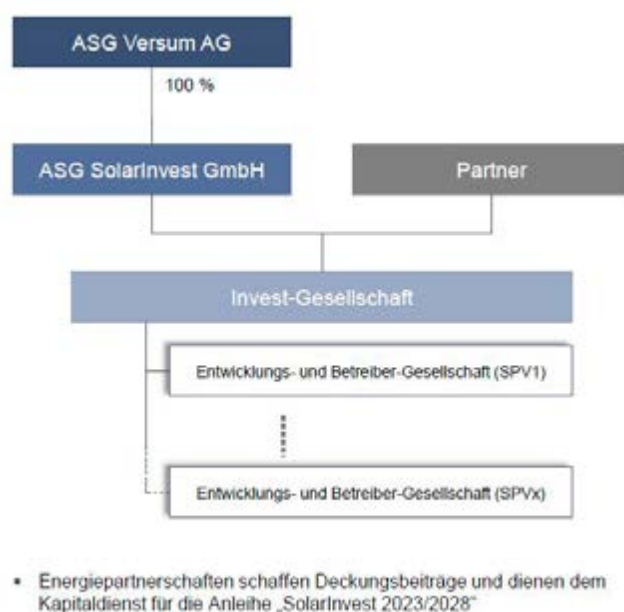 ASG Versum AG
100 %
ASG SolarInvest GmbH
Partner
Invest-Gesellschaft
Entwicklungs- und Betreiber-Gesellschaft (SPV1)
Entwicklungs- und Betreiber-Gesellschaft (SPVx)
▪ Energiepartnerschaften schaffen Deckungsbeiträge und dienen dem
Kapitaldienst für die Anleihe „SolarInvest 2023/2028“